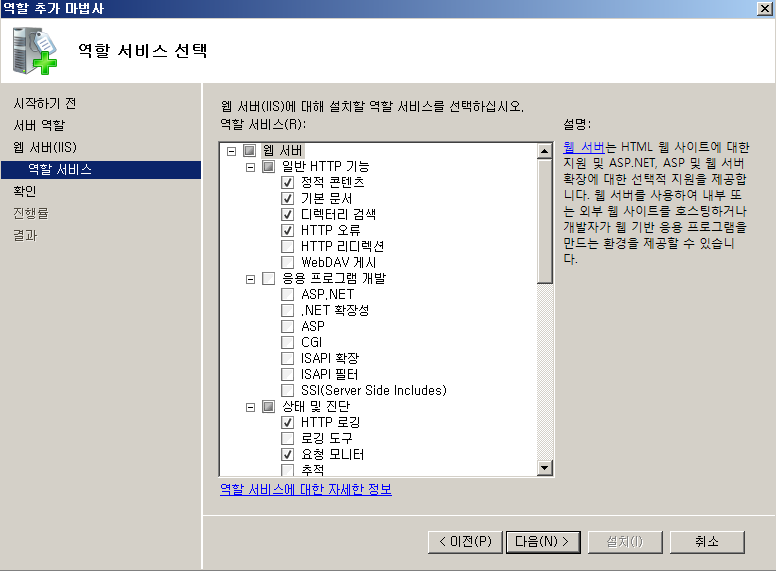 역할 추가 마법사
역할 서비스 선택
시작하기 전
서버 역할
웹 서버(IIS)
역할 서비스
확인
진행률
결과
웹 서버(IIS)에 대해 설치할 역할 서비스를 선택하십시오.
역할 서비스(R):
웹 서버
일반 HTTP 기능
정적 콘텐츠
기본 문서
디렉터리 검색
HTTP 오류
HTTP 리디렉션
WebDAV 게시
응용 프로그램 개발
ASP.NET
.NET 확장성
ASP
CGI
ISAPI 확장
ISAPI 필터
SSI(Server Side Includes)
상태 및 진단
HTTP 로깅
로깅 도구
요청 모니터
추적
역할 서비스에 대한 자세한 정보
설명:
웹 서버는 HTML 웹 사이트에 대한
지원 및 ASP.NET, ASP 및 웹 서버
확장에 대한 선택적 지원을 제공합
니다. 웹 서버를 사용하여 내부 또
는 외부 웹 사이트를 호스팅하거나
개발자가 웹 기반 응용 프로그램을
만드는 환경을 제공할 수 있습니
다.
< 이전(P)
다음(N) >
설치(I)
취소